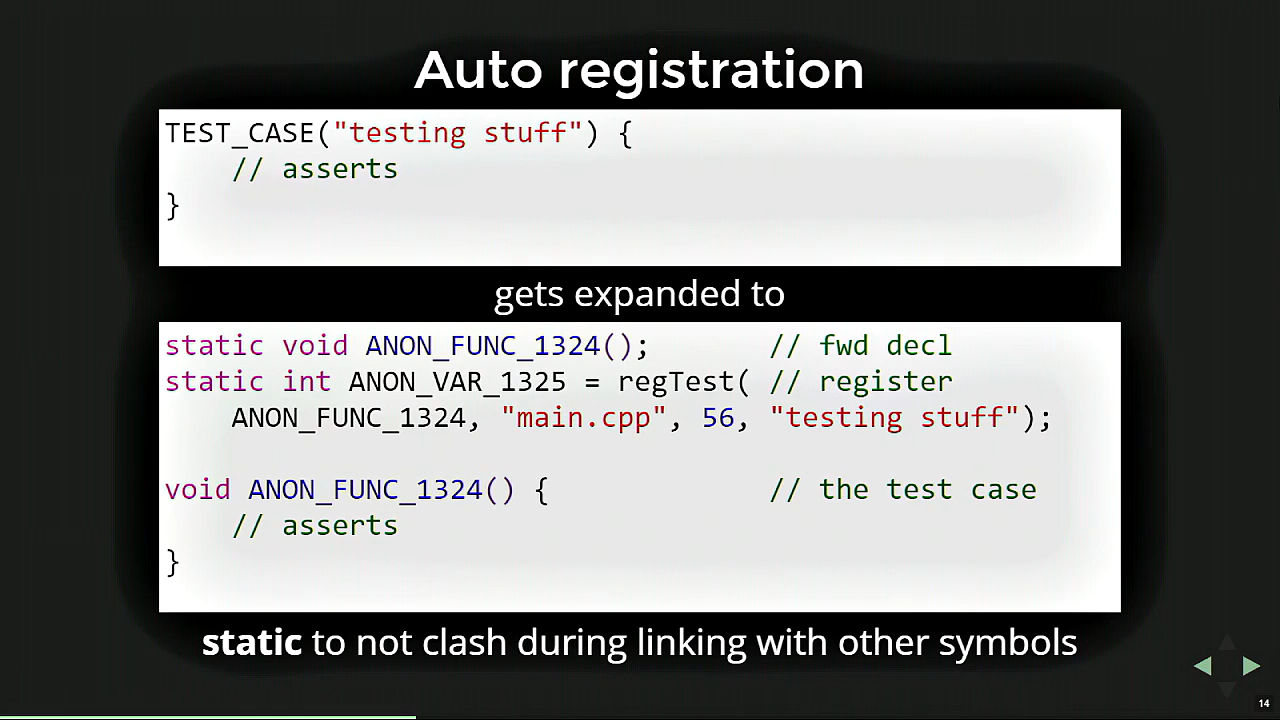 Auto registration
TEST_CASE("testing stuff") {
    // asserts
}
gets expanded to
static void ANON_FUNC_1324();       // fwd decl
static int ANON_VAR_1325 = regTest( // register
    ANON_FUNC_1324, "main.cpp", 56, "testing stuff");
void ANON_FUNC_1324() {             // the test case
    // asserts
}
static to not clash during linking with other symbols
14